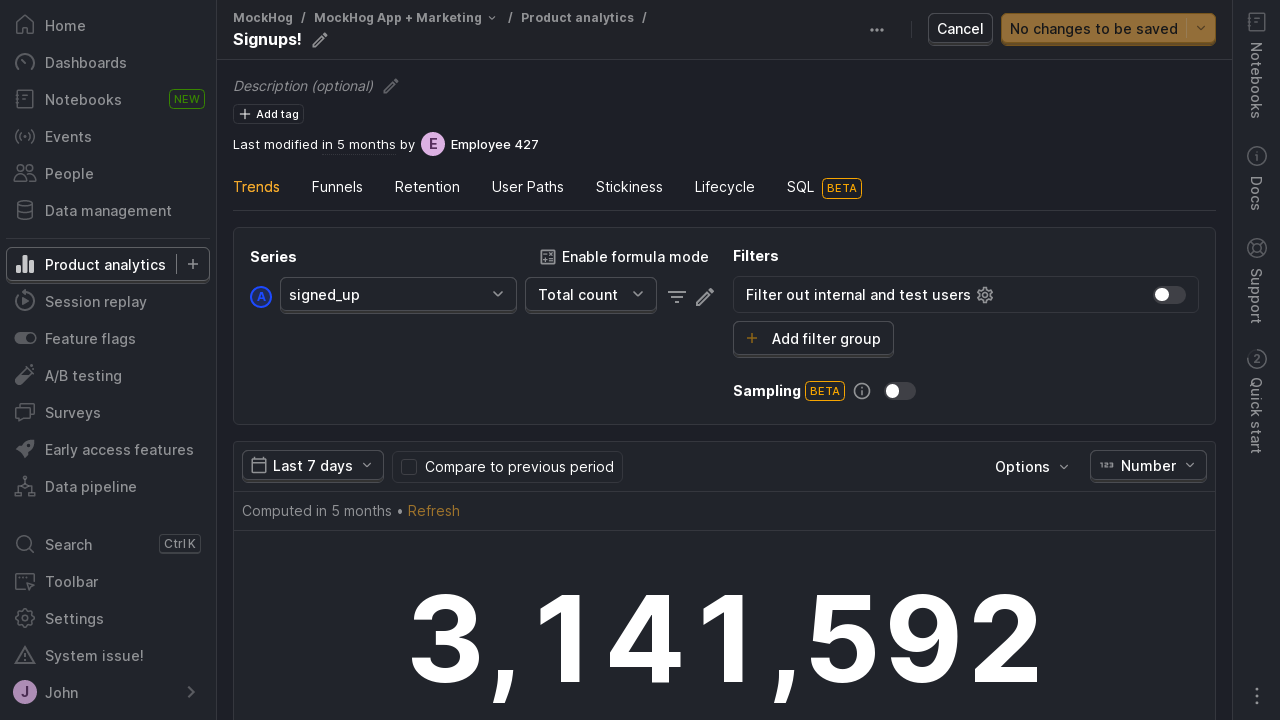 Home
Dashboards
Notebooks NEW
Events
People
Data management
Product analytics
Session replay
Feature flags
A/B testing
Surveys
Early access features
Data pipeline
Search Ctrl K
Toolbar
Settings
System issue!
J John
MockHog / MockHog App + Marketing / Product analytics /
Signups!
Cancel
No changes to be saved
Description (optional)
Add tag
Last modified in 5 months by E Employee 427
Trends Funnels Retention User Paths Stickiness Lifecycle SQL BETA
Series
Enable formula mode
A signed_up Total count
Filters
Filter out internal and test users
Add filter group
Sampling BETA
Last 7 days
Compare to previous period
Options
123 Number
Computed in 5 months • Refresh
3,141,592
Notebooks
Docs
Support
2 Quick start